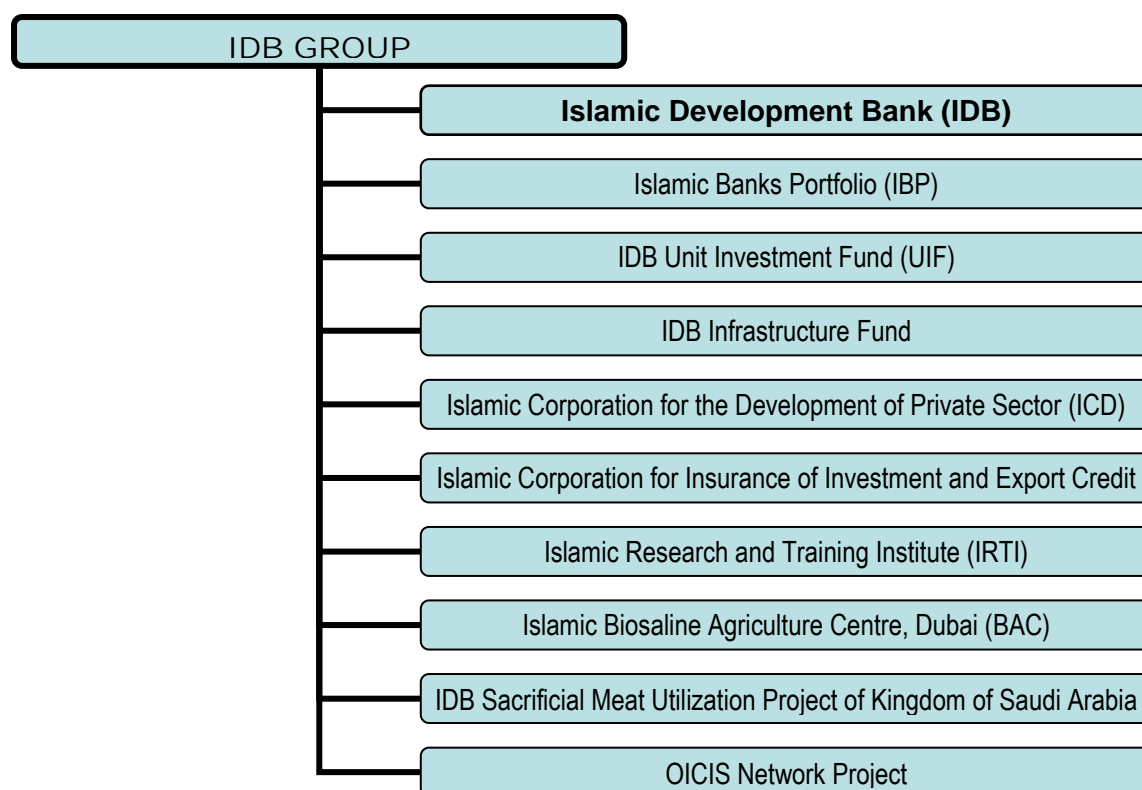 IDB GROUP
Islamic Development Bank (IDB)
Islamic Banks Portfolio (IBP)
IDB Unit Investment Fund (UIF)
IDB Infrastructure Fund
Islamic Corporation for the Development of Private Sector (ICD)
Islamic Corporation for Insurance of Investment and Export Credit
Islamic Research and Training Institute (IRTI)
Islamic Biosaline Agriculture Centre, Dubai (BAC)
IDB Sacrificial Meat Utilization Project of Kingdom of Saudi Arabia
OICIS Network Project